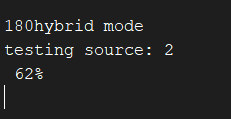 180hybrid mode
testing source: 2
62%